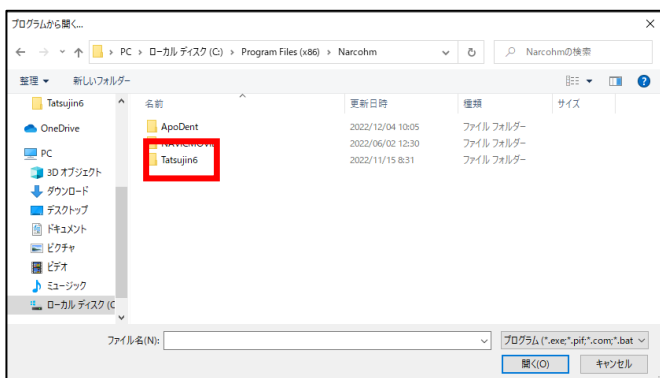 プログラムから開く...
PC › ローカル ディスク (C:) › Program Files (x86) › Narcohm
Narcohmの検索
整理
新しいフォルダー
Tatsujin6
OneDrive
PC
3D オブジェクト
ダウンロード
デスクトップ
ドキュメント
ピクチャ
ビデオ
ミュージック
ローカル ディスク (C
名前 更新日時 種類 サイズ
ApoDent 2022/12/04 10:05 ファイル フォルダー
2022/06/02 12:30 ファイル フォルダー
Tatsujin6 2022/11/15 8:31 ファイル フォルダー
ファイル名(N):
プログラム (*.exe;*.pif;*.com;*.bat
開く(O) キャンセル